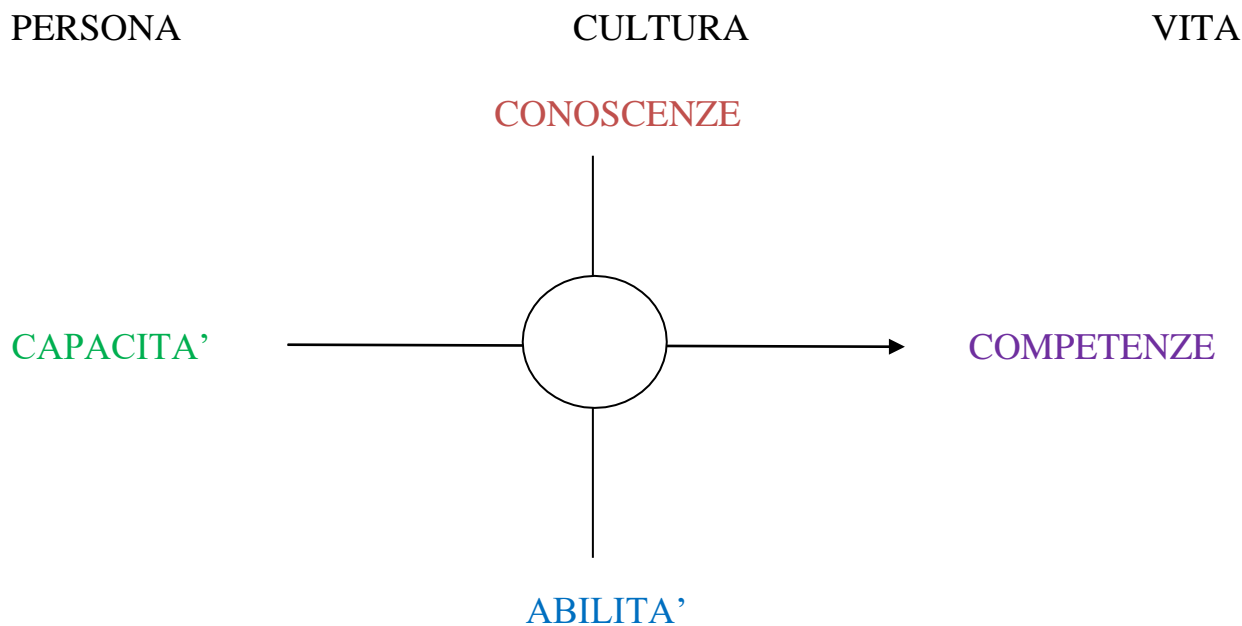 PERSONA CULTURA VITA
CONOSCENZE
CAPACITA’ COMPETENZE
ABILITA’